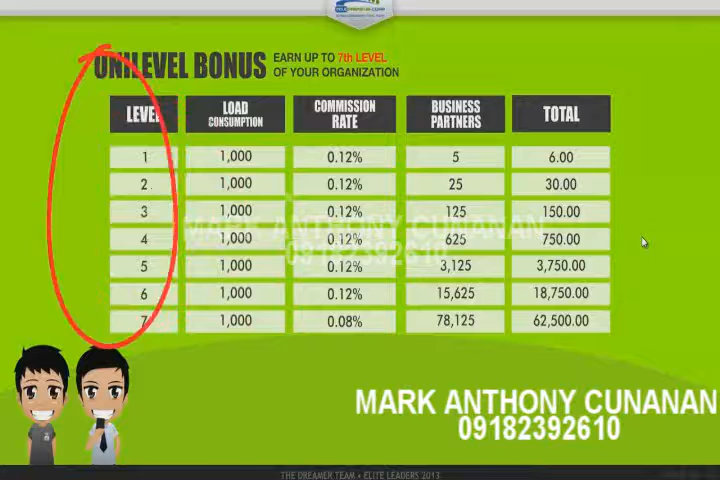 UNILEVEL BONUS EARN UP TO 7th LEVEL OF YOUR ORGANIZATION
LEVEL LOAD CONSUMPTION COMMISSION RATE BUSINESS PARTNERS TOTAL
1 1,000 0.12% 5 6.00
2 1,000 0.12% 25 30.00
3 1,000 0.12% 125 150.00
4 1,000 0.12% 625 750.00
5 1,000 0.12% 3,125 3,750.00
6 1,000 0.12% 15,625 18,750.00
7 1,000 0.08% 78,125 62,500.00
MARK ANTHONY CUNANAN
09182392610
MARK ANTHONY CUNANAN
09182392610
THE DREAMER TEAM • ELITE LEADERS 2013